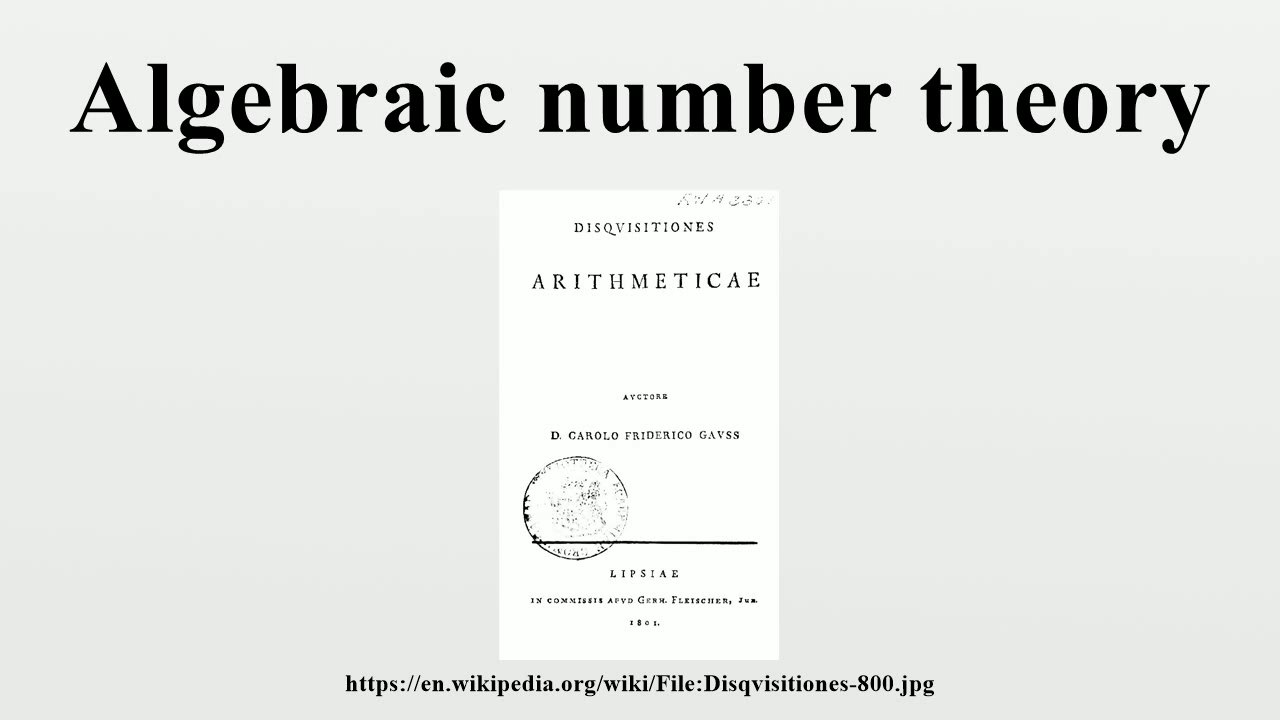 Algebraic number theory
DISQVISITIONES
ARITHMETICAE
AVCTORE
D. CAROLO FRIDERICO GAVSS
LIPSIAE
IN COMMISSIS APVD GERH. FLEISCHER, Jun.
1801.
https://en.wikipedia.org/wiki/File:Disqvisitiones-800.jpg